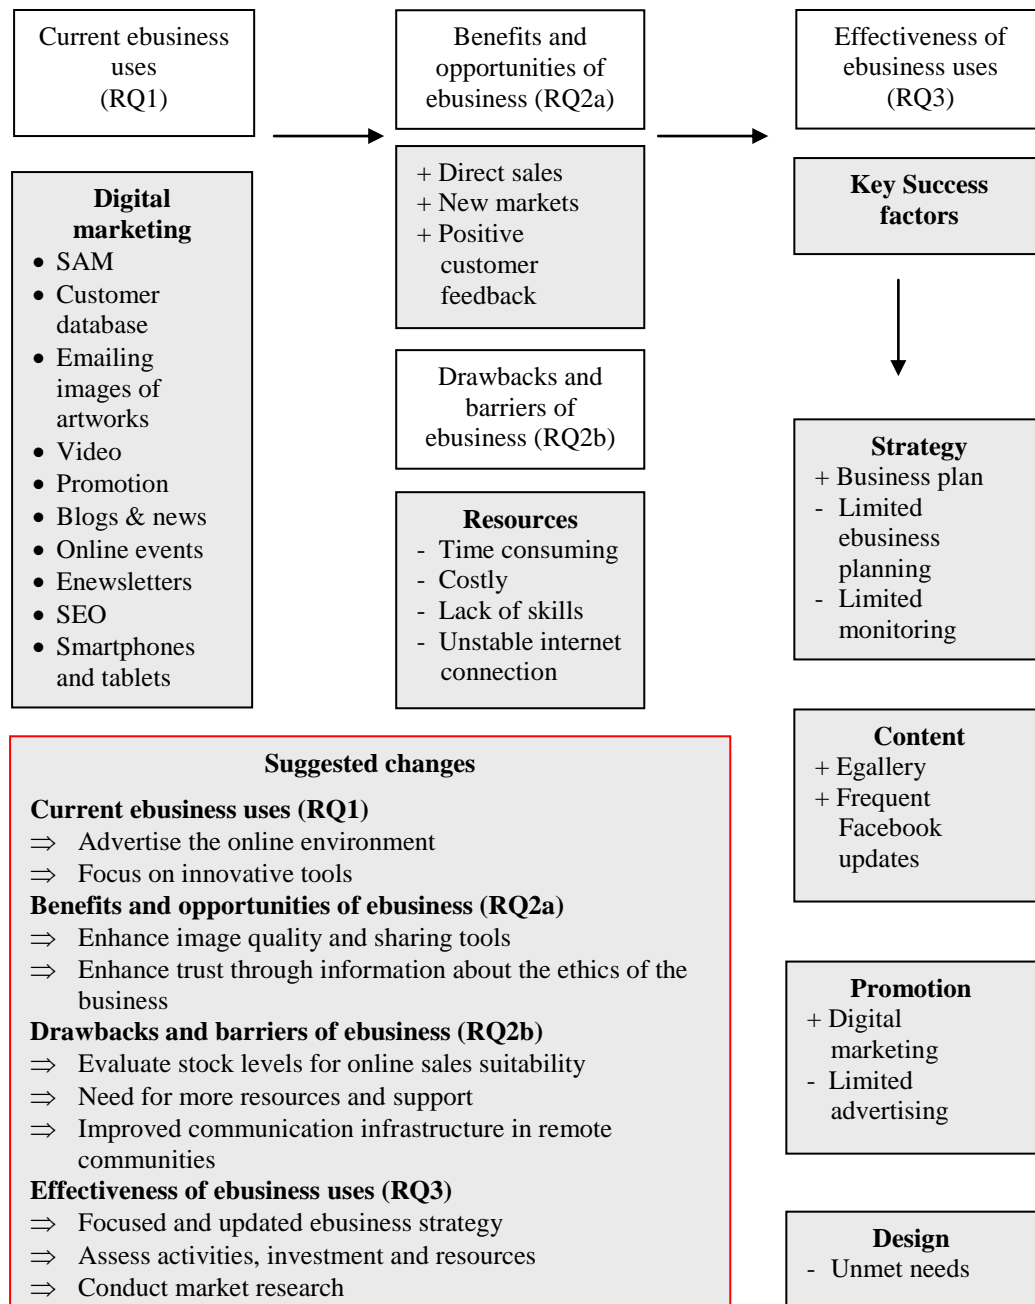 Current ebusiness
uses
(RQ1)
Benefits and
opportunities of
ebusiness (RQ2a)
Effectiveness of
ebusiness uses
(RQ3)
Digital
marketing
• SAM
• Customer
database
• Emailing
images of
artworks
• Video
• Promotion
• Blogs & news
• Online events
• Enewsletters
• SEO
• Smartphones
and tablets
+ Direct sales
+ New markets
+ Positive
customer
feedback
Drawbacks and
barriers of
ebusiness (RQ2b)
Resources
- Time consuming
- Costly
- Lack of skills
- Unstable internet
connection
Key Success
factors
Strategy
+ Business plan
- Limited
ebusiness
planning
- Limited
monitoring
Content
+ Egallery
+ Frequent
Facebook
updates
Promotion
+ Digital
marketing
- Limited
advertising
Design
- Unmet needs
Suggested changes
Current ebusiness uses (RQ1)
⇒ Advertise the online environment
⇒ Focus on innovative tools
Benefits and opportunities of ebusiness (RQ2a)
⇒ Enhance image quality and sharing tools
⇒ Enhance trust through information about the ethics of the
business
Drawbacks and barriers of ebusiness (RQ2b)
⇒ Evaluate stock levels for online sales suitability
⇒ Need for more resources and support
⇒ Improved communication infrastructure in remote
communities
Effectiveness of ebusiness uses (RQ3)
⇒ Focused and updated ebusiness strategy
⇒ Assess activities, investment and resources
⇒ Conduct market research